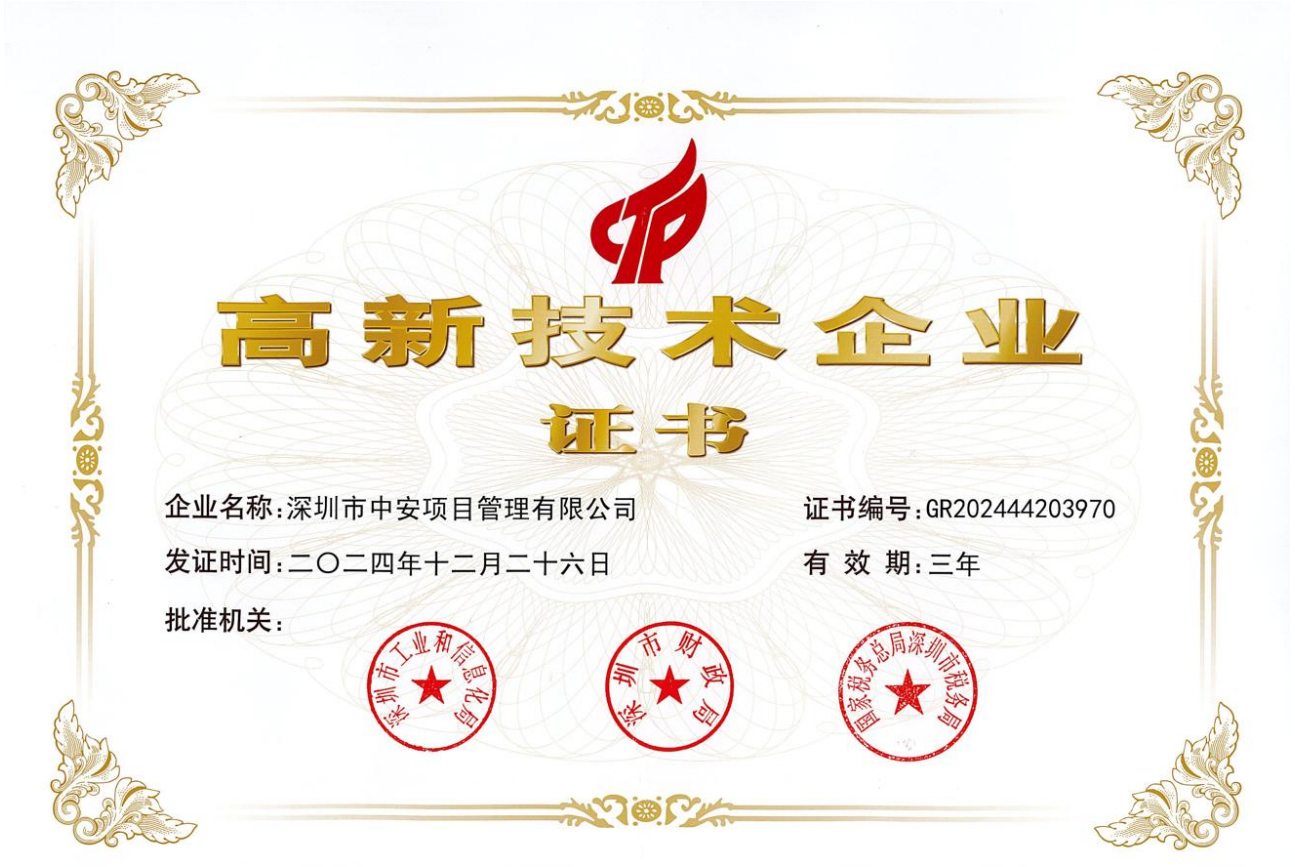 高新技术企业
证书
企业名称:深圳市中安项目管理有限公司
证书编号:GR202444203970
发证时间:二〇二四年十二月二十六日
有效期:三年
批准机关:
深圳市工业和信息化局
深圳市财政局
国家税务总局深圳市税务局